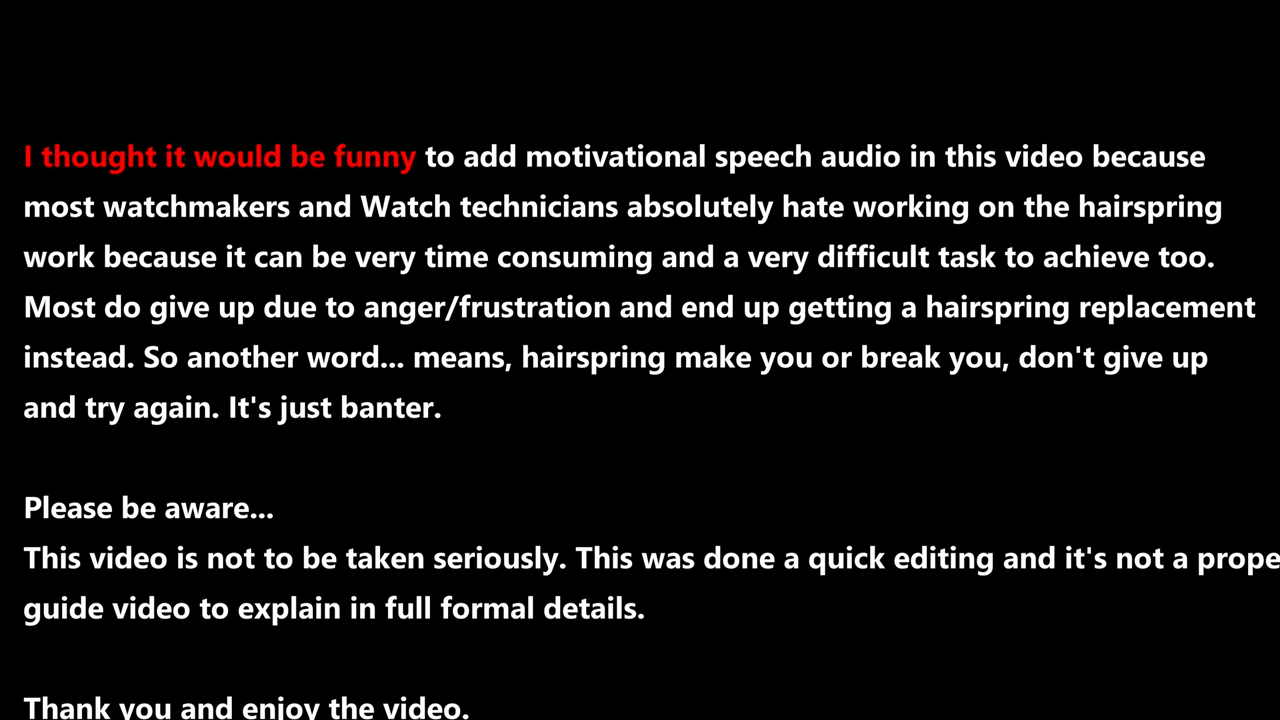 I thought it would be funny to add motivational speech audio in this video because
most watchmakers and Watch technicians absolutely hate working on the hairspring
work because it can be very time consuming and a very difficult task to achieve too.
Most do give up due to anger/frustration and end up getting a hairspring replacement
instead. So another word... means, hairspring make you or break you, don't give up
and try again. It's just banter.
Please be aware...
This video is not to be taken seriously. This was done a quick editing and it's not a prope
guide video to explain in full formal details.
Thank you and enjoy the video.